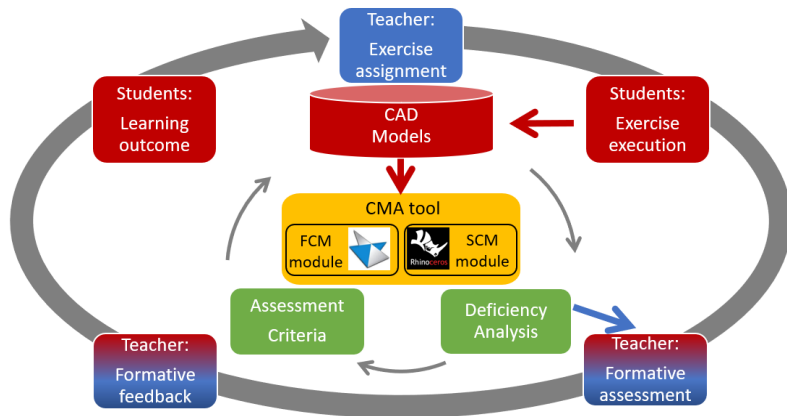 Teacher:
Exercise
assignment
Students:
Learning
outcome
CAD
Models
Students:
Exercise
execution
CMA tool
FCM
module
Rhinoceros
SCM
module
Assessment
Criteria
Deficiency
Analysis
Teacher:
Formative
feedback
Teacher:
Formative
assessment